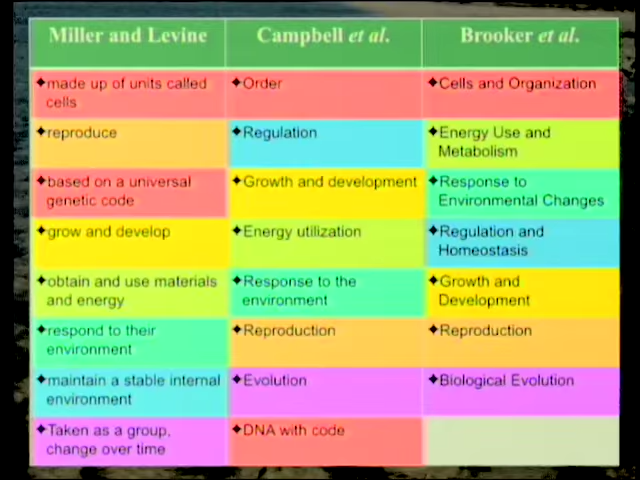 Miller and Levine
Campbell et al.
Brooker et al.
✦made up of units called
cells
✦Order
✦Cells and Organization
✦reproduce
✦Regulation
✦Energy Use and
Metabolism
✦based on a universal
genetic code
✦Growth and development
✦Response to
Environmental Changes
✦grow and develop
✦Energy utilization
✦Regulation and
Homeostasis
✦obtain and use materials
and energy
✦Response to the
environment
✦Growth and
Development
✦respond to their
environment
✦Reproduction
✦Reproduction
✦maintain a stable internal
environment
✦Evolution
✦Biological Evolution
✦Taken as a group,
change over time
✦DNA with code